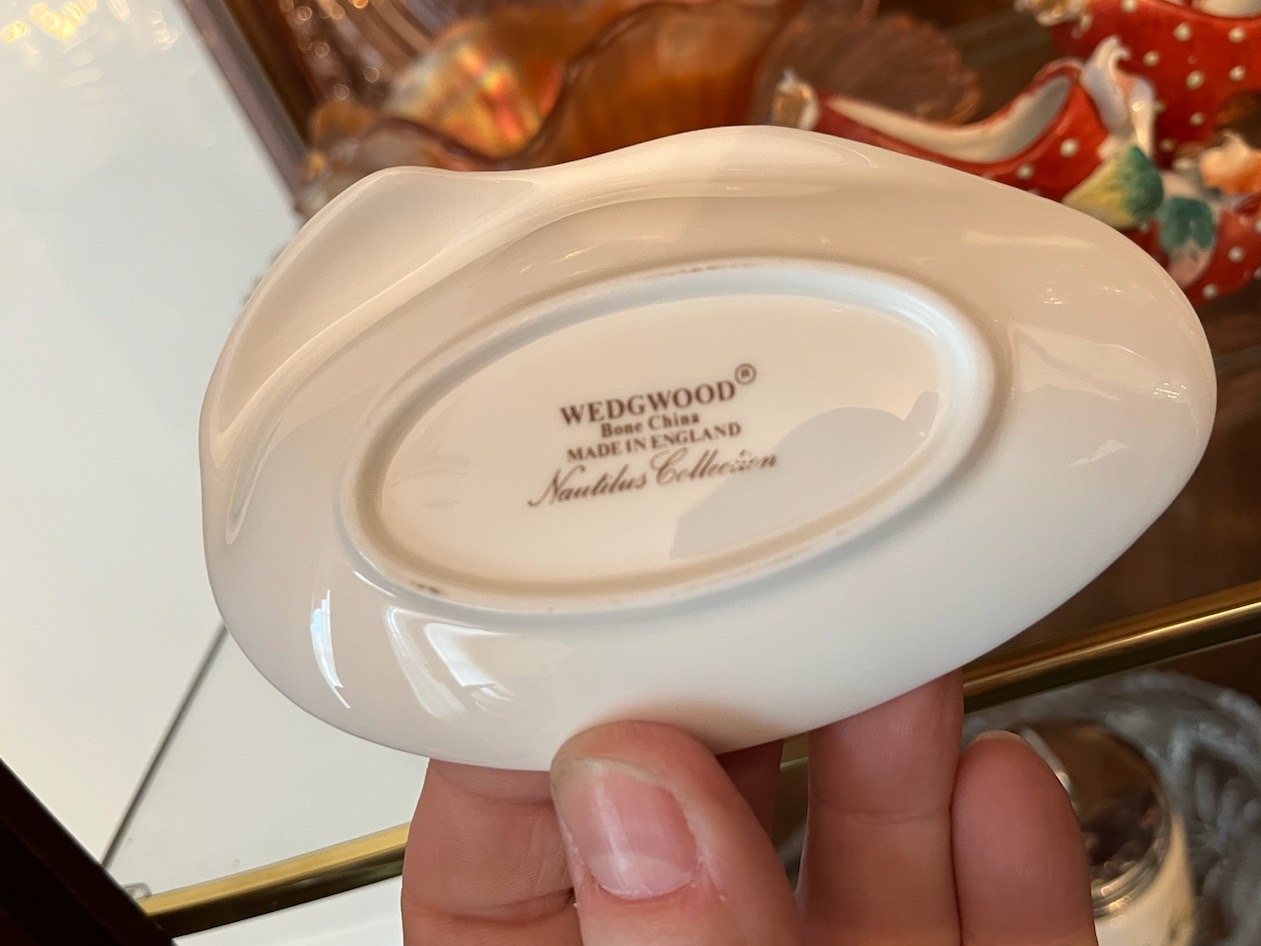 WEDGWOOD®
Bone China
MADE IN ENGLAND
Nautilus Collection